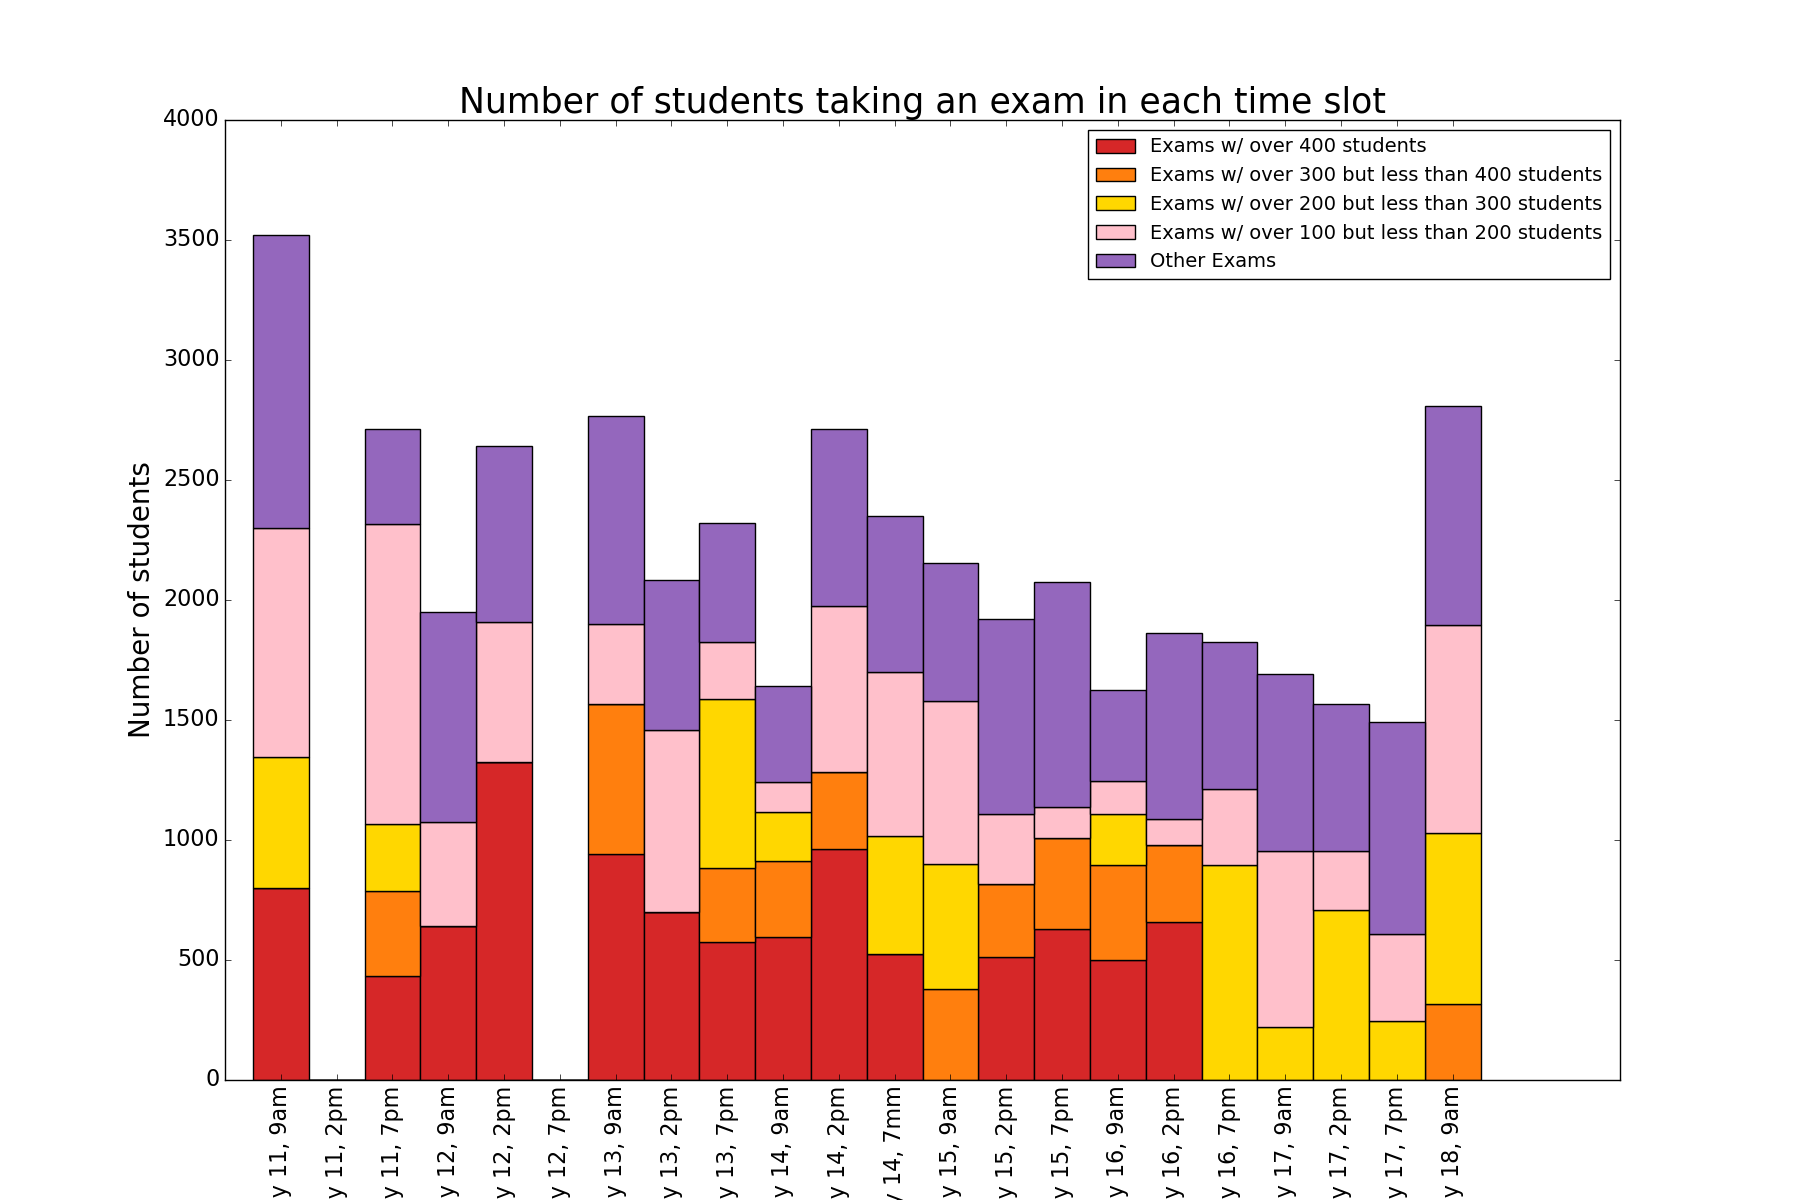 Number of students taking an exam in each time slot
4000
3500
3000
2500
2000
1500
1000
500
0
Number of students
Exams w/ over 400 students
Exams w/ over 300 but less than 400 students
Exams w/ over 200 but less than 300 students
Exams w/ over 100 but less than 200 students
Other Exams
y 11, 9am
y 11, 2pm
y 11, 7pm
y 12, 9am
y 12, 2pm
y 12, 7pm
y 13, 9am
y 13, 2pm
y 13, 7pm
y 14, 9am
y 14, 2pm
y 14, 7mm
y 15, 9am
y 15, 2pm
y 15, 7pm
y 16, 9am
y 16, 2pm
y 16, 7pm
y 17, 9am
y 17, 2pm
y 17, 7pm
y 18, 9am